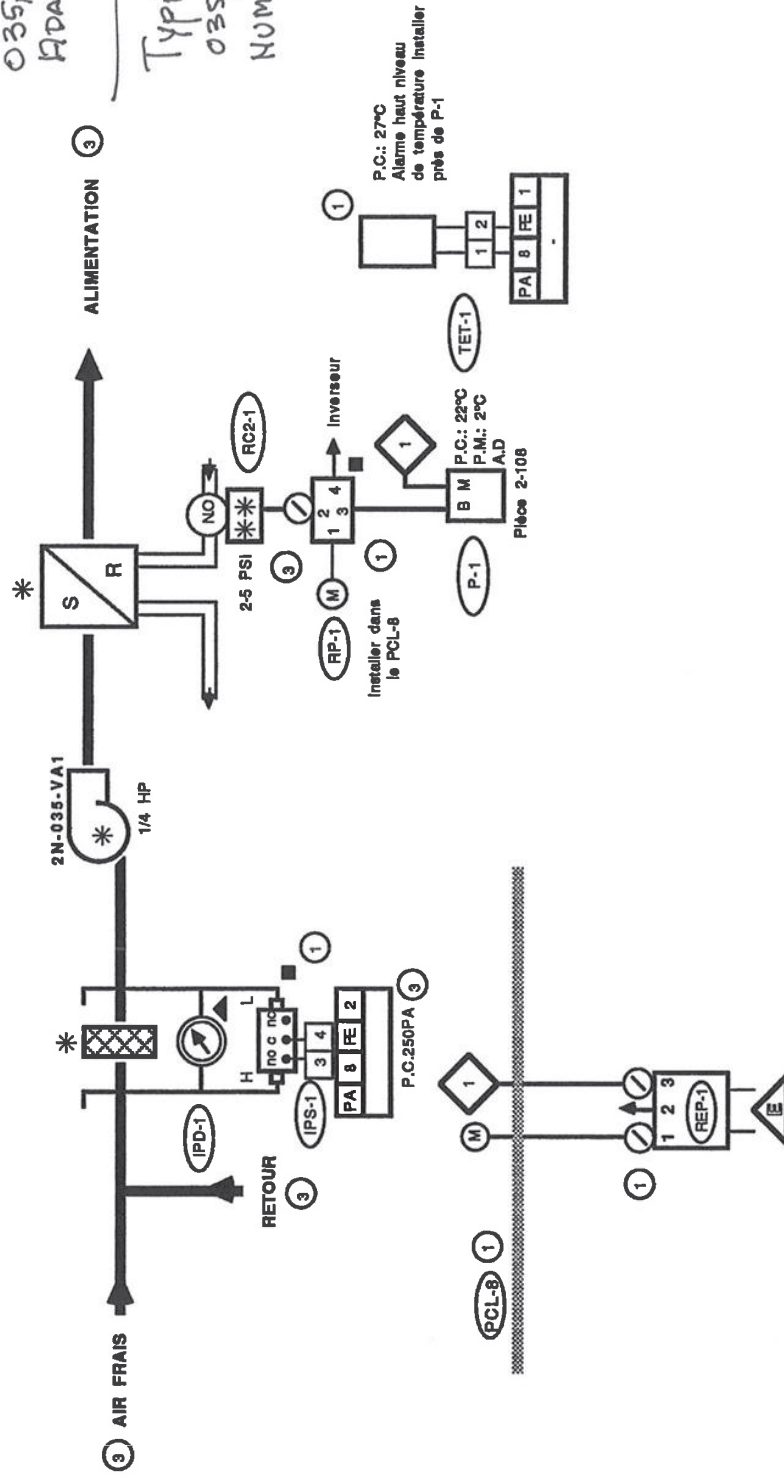 035,
ADA
TYPE
035
NUM
3 AIR FRAIS
RETOUR
3
*
H
L
IPD-1
no c nc
1
IPS-1
3 4
PA 8 PE 2
P.C.250PA 3
2N-035-VA1
*
1/4 HP
*
S
R
ALIMENTATION 3
N.O
**
RC2-1
2-5 PSI
3
2
1 4
3
Inverseur
M
RP-1
1
Installer dans
le PCL-8
1
B M
P.C.: 22°C
P.M.: 2°C
A.D
P-1
Pièce 2-108
1
P.C.: 27°C
Alarme haut niveau
de température Installer
près de P-1
1 2
TET-1
PA 8 PE 1
-
PCL-8 1
M
1
1
1 2 3
REP-1
E